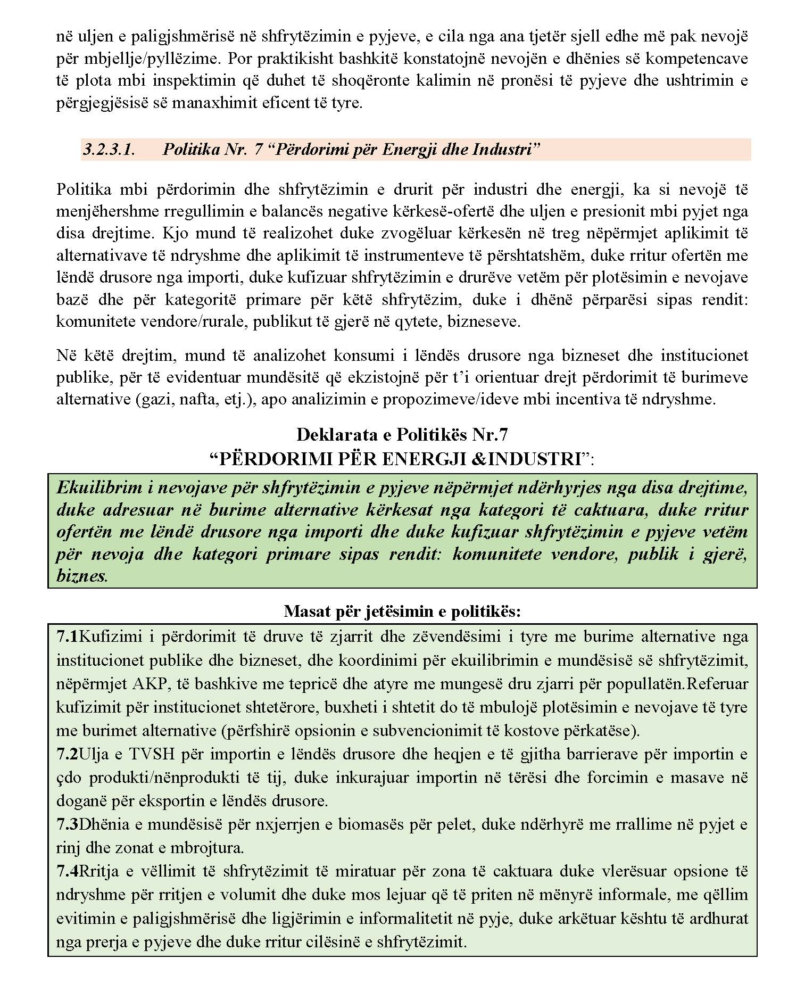 në uljen e paligjshmërisë në shfrytëzimin e pyjeve, e cila nga ana tjetër sjell edhe më pak nevojë
për mbjellje/pyllëzime. Por praktikisht bashkitë konstatojnë nevojën e dhënies së kompetencave
të plota mbi inspektimin që duhet të shoqëronte kalimin në pronësi të pyjeve dhe ushtrimin e
përgjegjësisë së manaxhimit eficent të tyre.
3.2.3.1. Politika Nr. 7 “Përdorimi për Energji dhe Industri”
Politika mbi përdorimin dhe shfrytëzimin e drurit për industri dhe energji, ka si nevojë të
menjëhershme rregullimin e balancës negative kërkesë-ofertë dhe uljen e presionit mbi pyjet nga
disa drejtime. Kjo mund të realizohet duke zvogëluar kërkesën në treg nëpërmjet aplikimit të
alternativave të ndryshme dhe aplikimit të instrumenteve të përshtatshëm, duke rritur ofertën me
lëndë drusore nga importi, duke kufizuar shfrytëzimin e drurëve vetëm për plotësimin e nevojave
bazë dhe për kategoritë primare për këtë shfrytëzim, duke i dhënë përparësi sipas rendit:
komunitete vendore/rurale, publikut të gjerë në qytete, bizneseve.
Në këtë drejtim, mund të analizohet konsumi i lëndës drusore nga bizneset dhe institucionet
publike, për të evidentuar mundësitë që ekzistojnë për t’i orientuar drejt përdorimit të burimeve
alternative (gazi, nafta, etj.), apo analizimin e propozimeve/ideve mbi incentiva të ndryshme.
Deklarata e Politikës Nr.7
“PËRDORIMI PËR ENERGJI &INDUSTRI”:
Ekuilibrim i nevojave për shfrytëzimin e pyjeve nëpërmjet ndërhyrjes nga disa drejtime,
duke adresuar në burime alternative kërkesat nga kategori të caktuara, duke rritur
ofertën me lëndë drusore nga importi dhe duke kufizuar shfrytëzimin e pyjeve vetëm
për nevoja dhe kategori primare sipas rendit: komunitete vendore, publik i gjerë,
biznes.
Masat për jetësimin e politikës:
7.1Kufizimi i përdorimit të druve të zjarrit dhe zëvendësimi i tyre me burime alternative nga
institucionet publike dhe bizneset, dhe koordinimi për ekuilibrimin e mundësisë së shfrytëzimit,
nëpërmjet AKP, të bashkive me tepricë dhe atyre me mungesë dru zjarri për popullatën.Referuar
kufizimit për institucionet shtetërore, buxheti i shtetit do të mbulojë plotësimin e nevojave të tyre
me burimet alternative (përfshirë opsionin e subvencionimit të kostove përkatëse).
7.2Ulja e TVSH për importin e lëndës drusore dhe heqjen e të gjitha barrierave për importin e
çdo produkti/nënprodukti të tij, duke inkurajuar importin në tërësi dhe forcimin e masave në
doganë për eksportin e lëndës drusore.
7.3Dhënia e mundësisë për nxjerrjen e biomasës për pelet, duke ndërhyrë me rrallime në pyjet e
rinj dhe zonat e mbrojtura.
7.4Rritja e vëllimit të shfrytëzimit të miratuar për zona të caktuara duke vlerësuar opsione të
ndryshme për rritjen e volumit dhe duke mos lejuar që të priten në mënyrë informale, me qëllim
evitimin e paligjshmërisë dhe ligjërimin e informalitetit në pyje, duke arkëtuar kështu të ardhurat
nga prerja e pyjeve dhe duke rritur cilësinë e shfrytëzimit.